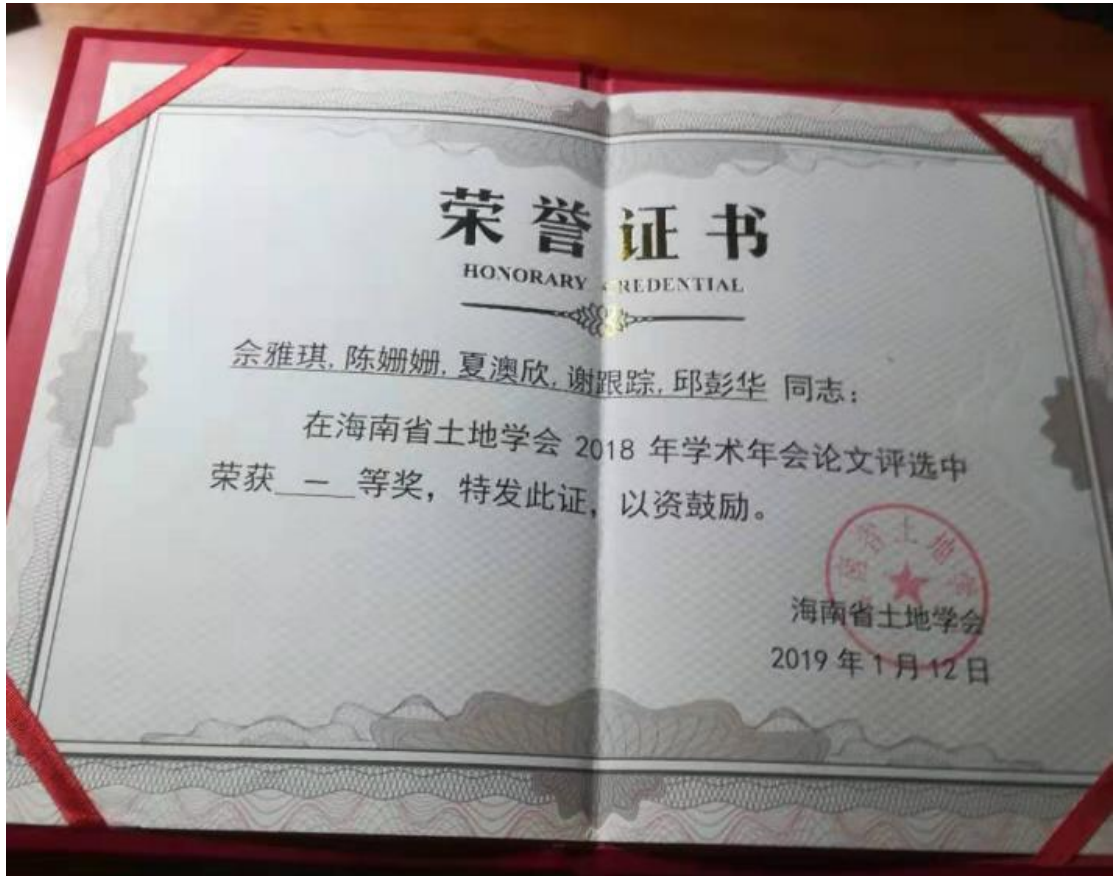 荣誉证书
HONORARY CREDENTIAL
佘雅琪,陈姗姗,夏澳欣,谢跟踪,邱彭华 同志：
在海南省土地学会 2018 年学术年会论文评选中
荣获 一 等奖，特发此证，以资鼓励。
海南省土地学会
2019 年 1 月 12 日